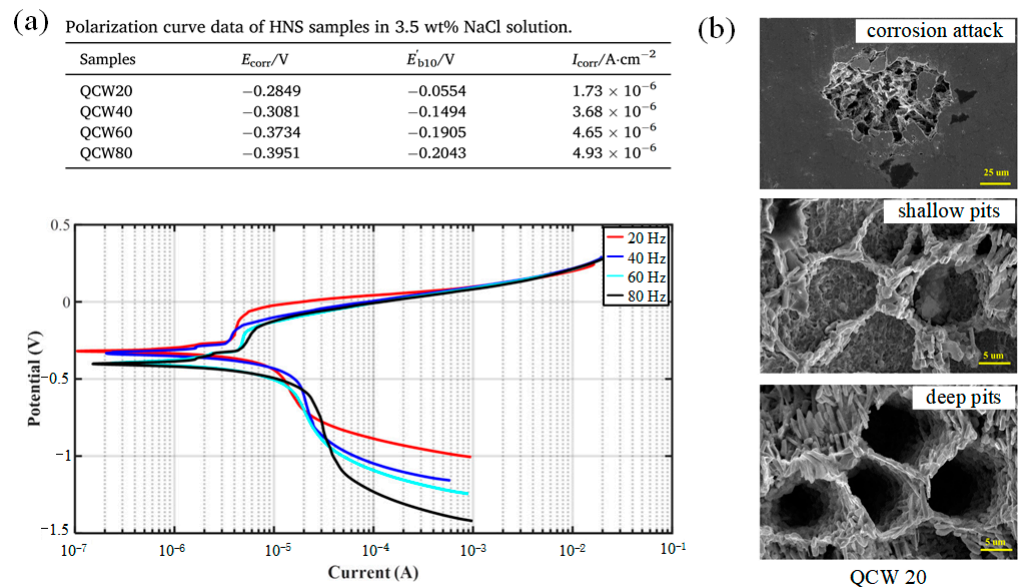 (a)
Polarization curve data of HNS samples in 3.5 wt% NaCl solution.
Samples E_corr/V E'_b10/V I_corr/A·cm⁻²
QCW20 −0.2849 −0.0554 1.73 × 10⁻⁶
QCW40 −0.3081 −0.1494 3.68 × 10⁻⁶
QCW60 −0.3734 −0.1905 4.65 × 10⁻⁶
QCW80 −0.3951 −0.2043 4.93 × 10⁻⁶
0.5
0
−0.5
−1
−1.5
Potential (V)
20 Hz
40 Hz
60 Hz
80 Hz
10⁻⁷ 10⁻⁶ 10⁻⁵ 10⁻⁴ 10⁻³ 10⁻² 10⁻¹
Current (A)
(b)
corrosion attack
25 um
shallow pits
5 um
deep pits
5 um
QCW 20